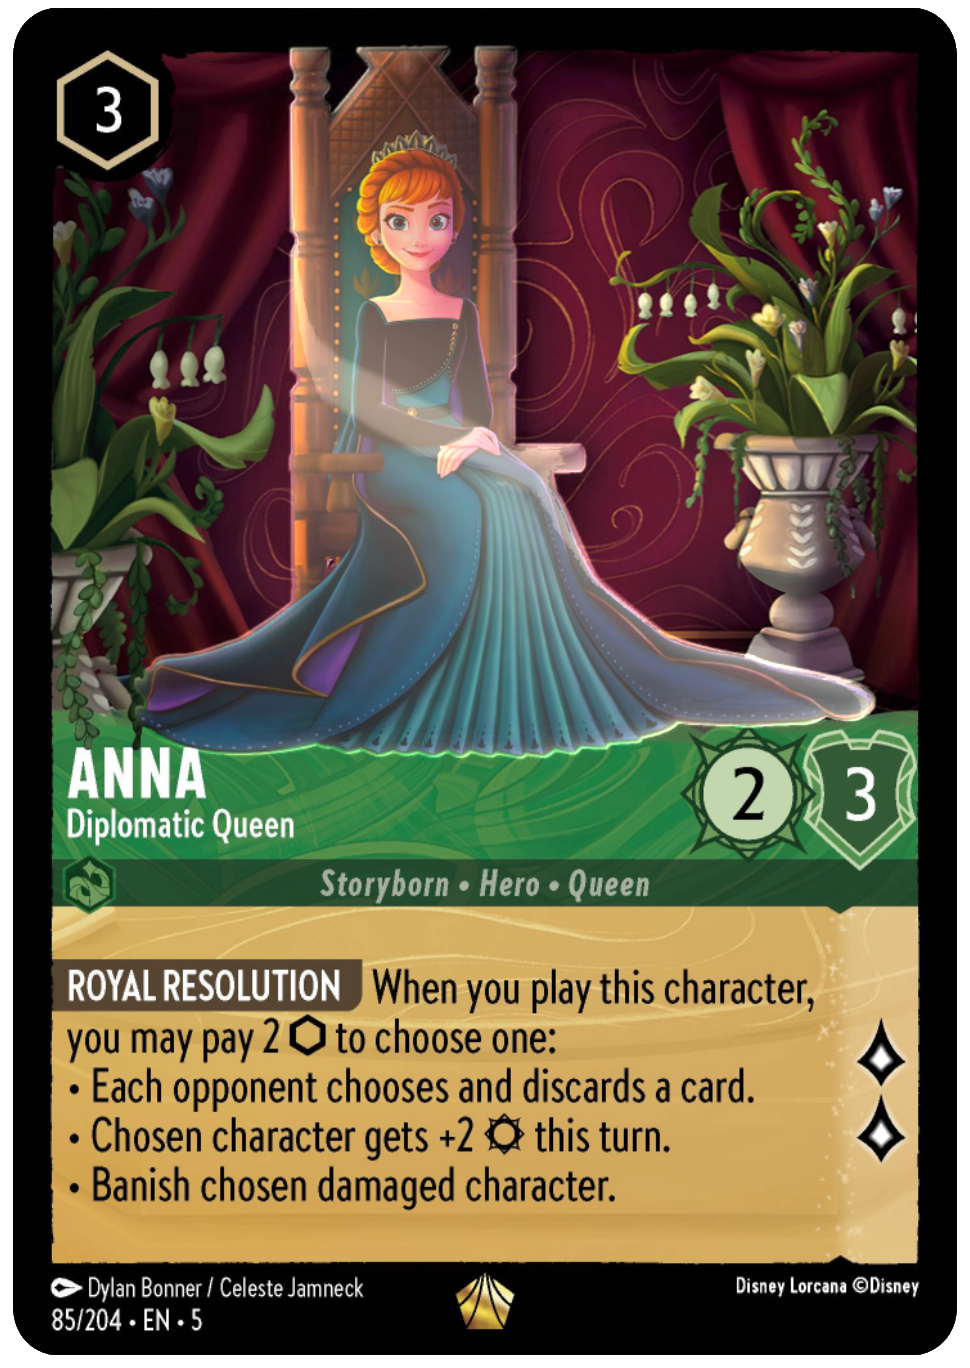 3
ANNA
Diplomatic Queen
2
3
Storyborn • Hero • Queen
ROYAL RESOLUTION When you play this character,
you may pay 2 ⬡ to choose one:
• Each opponent chooses and discards a card.
• Chosen character gets +2 ¤ this turn.
• Banish chosen damaged character.
Dylan Bonner / Celeste Jamneck
Disney Lorcana ©Disney
85/204 • EN • 5